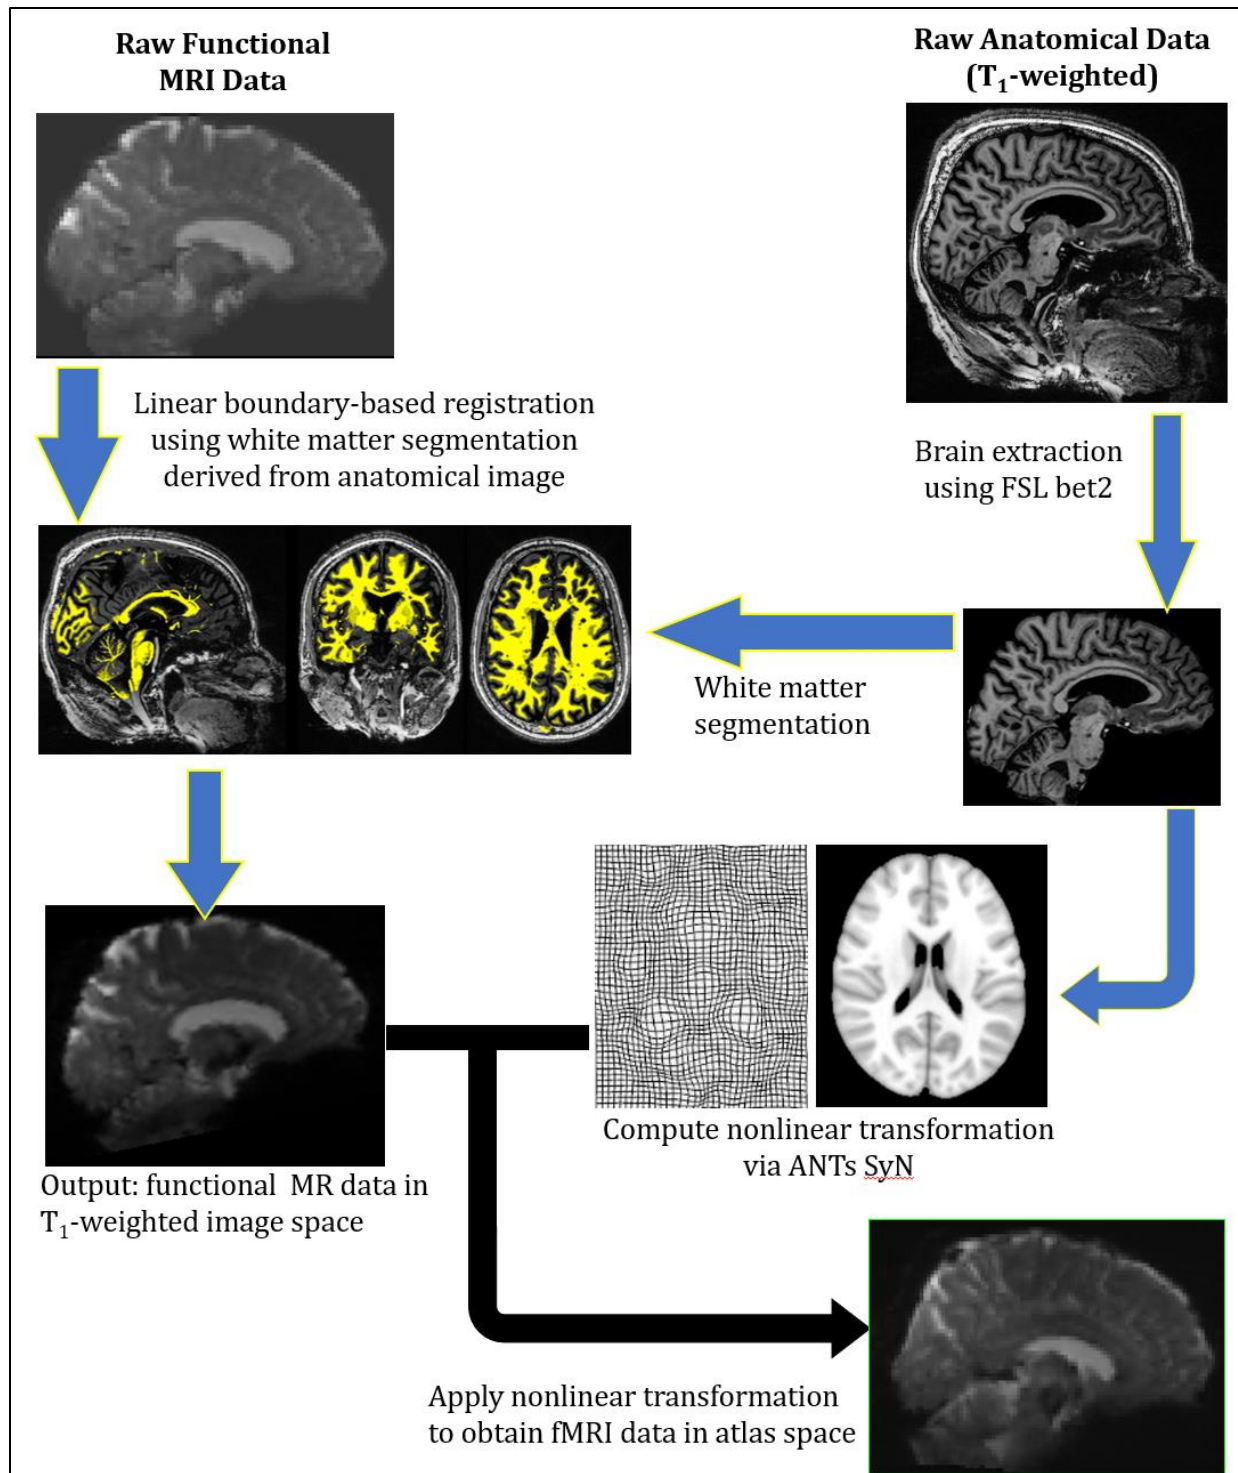 Raw Functional
MRI Data
Raw Anatomical Data
(T₁-weighted)
Linear boundary-based registration
using white matter segmentation
derived from anatomical image
Brain extraction
using FSL bet2
White matter
segmentation
Compute nonlinear transformation
via ANTs SyN
Output: functional MR data in
T₁-weighted image space
Apply nonlinear transformation
to obtain fMRI data in atlas space